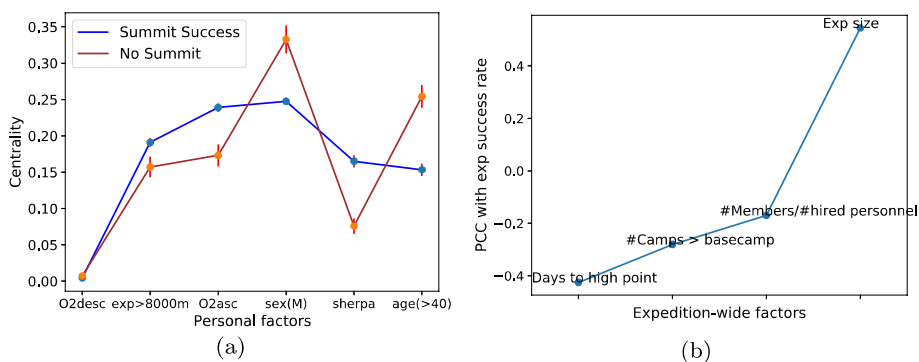 Summit Success
No Summit
0.35
0.30
0.25
0.20
0.15
0.10
0.05
0.00
Centrality
O2desc exp>8000m O2asc sex(M) sherpa age(>40)
Personal factors
(a)
Exp size
0.4
0.2
0.0
−0.2
−0.4
PCC with exp success rate
#Members/#hired personnel
#Camps > basecamp
Days to high point
Expedition-wide factors
(b)